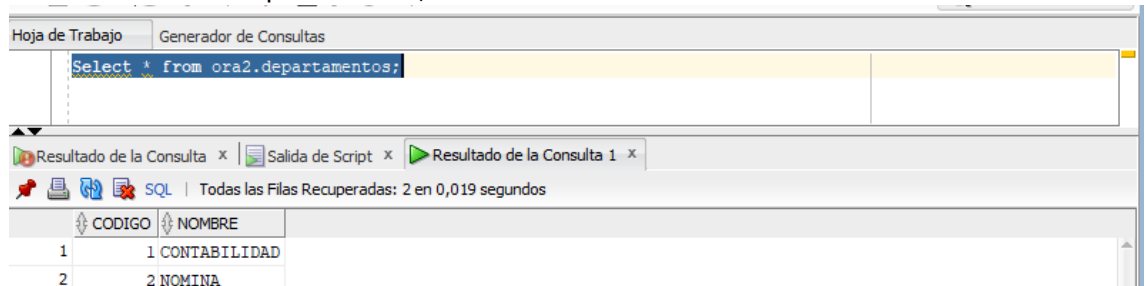 Hoja de Trabajo Generador de Consultas
Select * from ora2.departamentos;
Resultado de la Consulta x Salida de Script x Resultado de la Consulta 1 x
SQL | Todas las Filas Recuperadas: 2 en 0,019 segundos
CODIGO NOMBRE
1 1 CONTABILIDAD
2 2 NOMINA